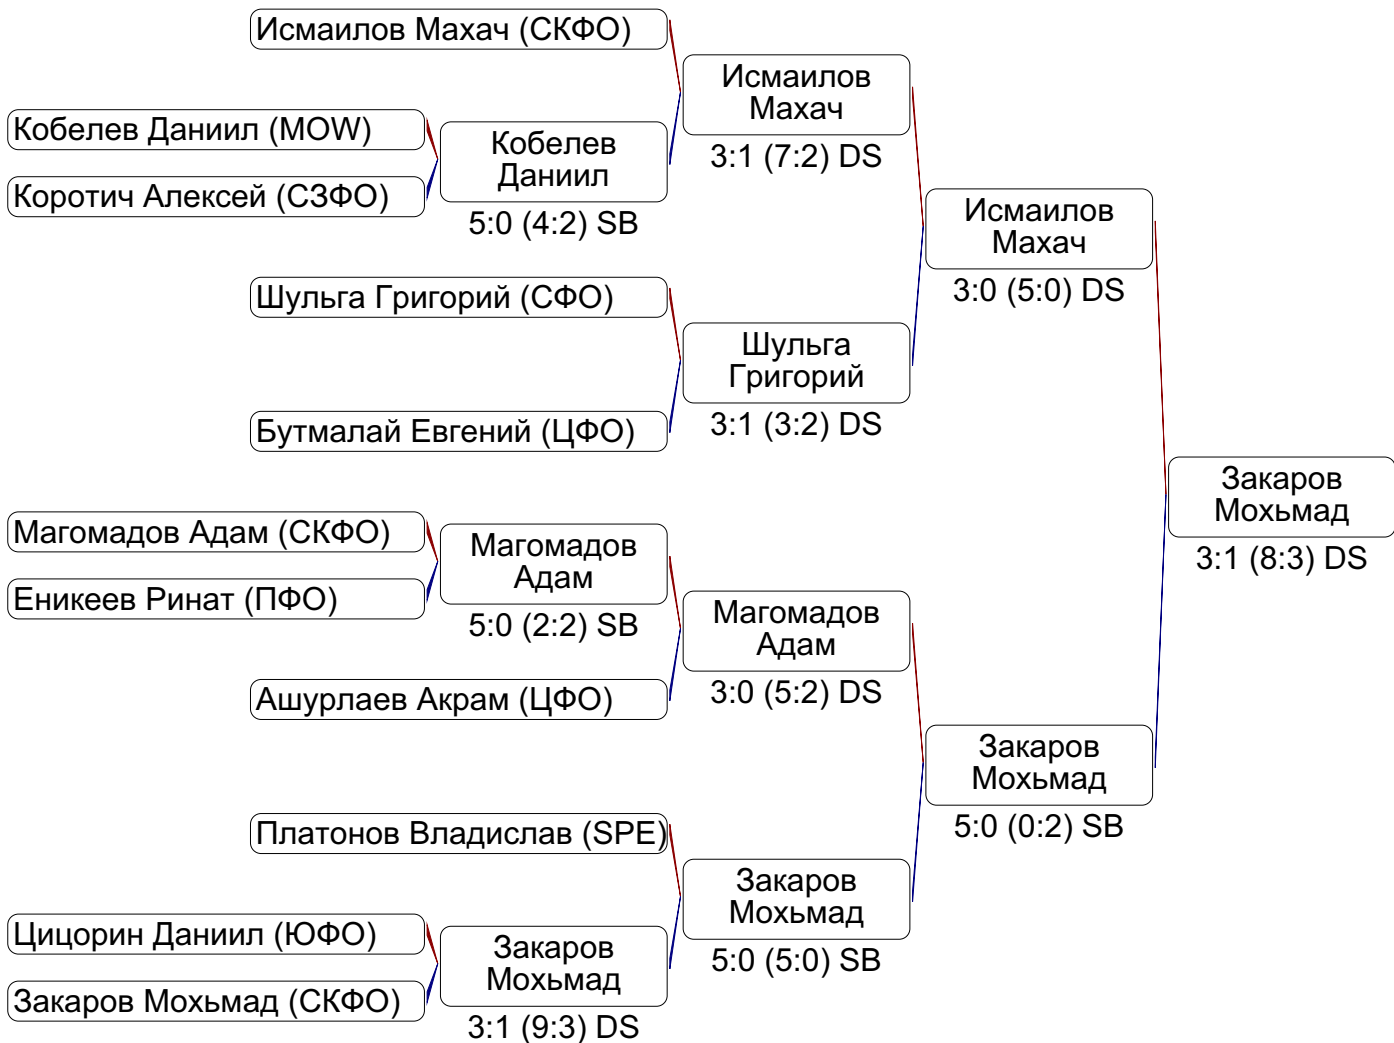 Исмаилов Махач (СКФО)
Кобелев Даниил (MOW)
Коротич Алексей (СЗФО)
Шульга Григорий (СФО)
Бутмалай Евгений (ЦФО)
Магомадов Адам (СКФО)
Еникеев Ринат (ПФО)
Ашурлаев Акрам (ЦФО)
Платонов Владислав (SPE)
Цицорин Даниил (ЮФО)
Закаров Мохьмад (СКФО)
Кобелев
Даниил
5:0 (4:2) SB
Магомадов
Адам
5:0 (2:2) SB
Закаров
Мохьмад
3:1 (9:3) DS
Исмаилов
Махач
3:1 (7:2) DS
Шульга
Григорий
3:1 (3:2) DS
Магомадов
Адам
3:0 (5:2) DS
Закаров
Мохьмад
5:0 (5:0) SB
Исмаилов
Махач
3:0 (5:0) DS
Закаров
Мохьмад
5:0 (0:2) SB
Закаров
Мохьмад
3:1 (8:3) DS